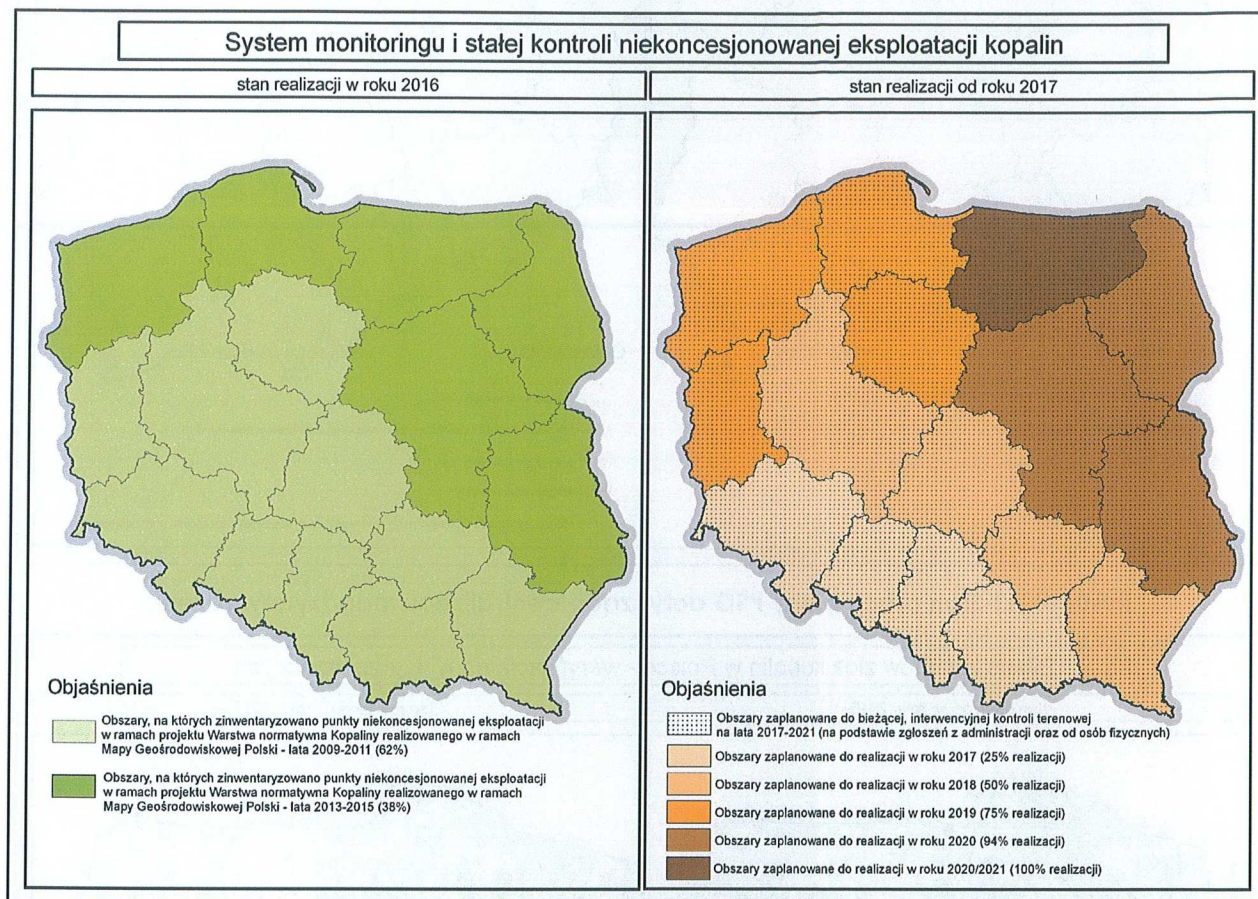 System monitoringu i stałej kontroli niekoncesjonowanej eksploatacji kopalin
stan realizacji w roku 2016
stan realizacji od roku 2017
Objaśnienia
Obszary, na których zinwentaryzowano punkty niekoncesjonowanej eksploatacji
w ramach projektu Warstwa normatywna Kopaliny realizowanego w ramach
Mapy Geośrodowiskowej Polski - lata 2009-2011 (62%)
Obszary, na których zinwentaryzowano punkty niekoncesjonowanej eksploatacji
w ramach projektu Warstwa normatywna Kopaliny realizowanego w ramach
Mapy Geośrodowiskowej Polski - lata 2013-2015 (38%)
Objaśnienia
Obszary zaplanowane do bieżącej, interwencyjnej kontroli terenowej
na lata 2017-2021 (na podstawie zgłoszeń z administracji oraz od osób fizycznych)
Obszary zaplanowane do realizacji w roku 2017 (25% realizacji)
Obszary zaplanowane do realizacji w roku 2018 (50% realizacji)
Obszary zaplanowane do realizacji w roku 2019 (75% realizacji)
Obszary zaplanowane do realizacji w roku 2020 (94% realizacji)
Obszary zaplanowane do realizacji w roku 2020/2021 (100% realizacji)